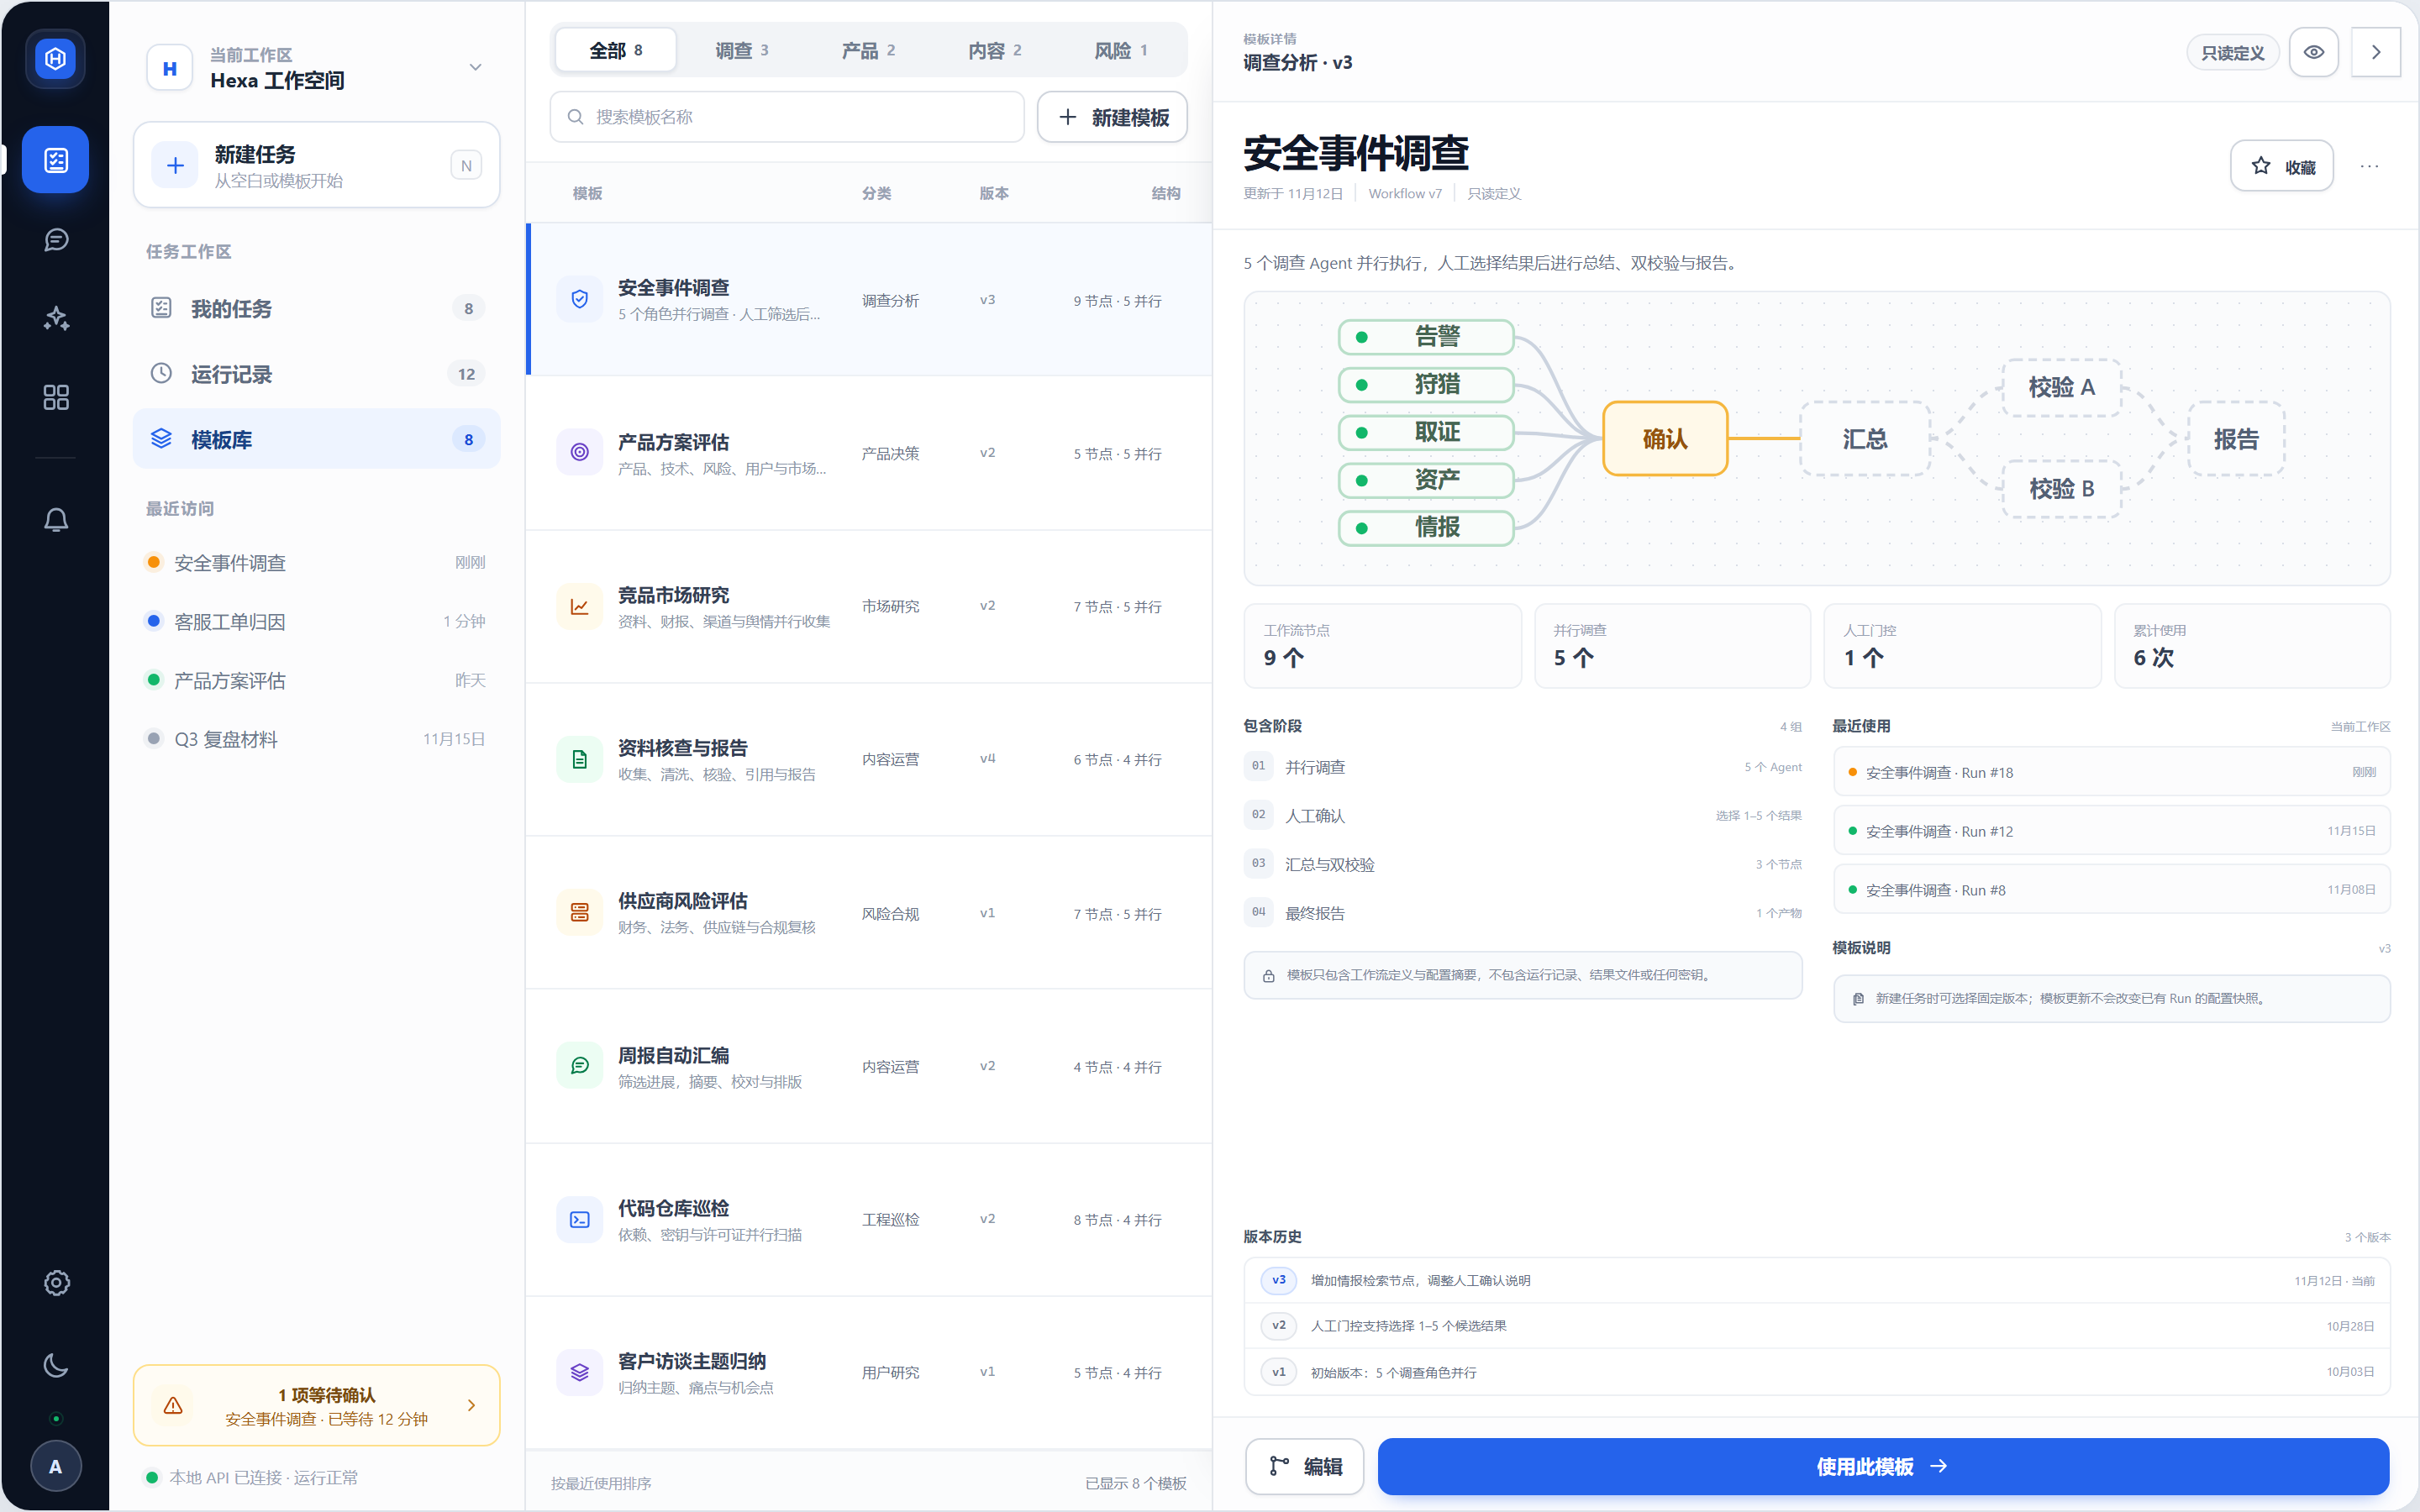 H
当前工作区
Hexa 工作空间
新建任务
从空白或模板开始
N
任务工作区
我的任务 8
运行记录 12
模板库 8
最近访问
安全事件调查 刚刚
客服工单归因 1 分钟
产品方案评估 昨天
Q3 复盘材料 11月15日
1 项等待确认
安全事件调查 · 已等待 12 分钟
本地 API 已连接 · 运行正常
A
全部 8 调查 3 产品 2 内容 2 风险 1
搜索模板名称
新建模板
模板 分类 版本 结构
安全事件调查
5 个角色并行调查 · 人工筛选后...
调查分析 v3 9 节点 · 5 并行
产品方案评估
产品、技术、风险、用户与市场...
产品决策 v2 5 节点 · 5 并行
竞品市场研究
资料、财报、渠道与舆情并行收集
市场研究 v2 7 节点 · 5 并行
资料核查与报告
收集、清洗、核验、引用与报告
内容运营 v4 6 节点 · 4 并行
供应商风险评估
财务、法务、供应链与合规复核
风险合规 v1 7 节点 · 5 并行
周报自动汇编
筛选进展，摘要、校对与排版
内容运营 v2 4 节点 · 4 并行
代码仓库巡检
依赖、密钥与许可证并行扫描
工程巡检 v2 8 节点 · 4 并行
客户访谈主题归纳
归纳主题、痛点与机会点
用户研究 v1 5 节点 · 4 并行
按最近使用排序 已显示 8 个模板
模板详情
调查分析 · v3
只读定义
安全事件调查
更新于 11月12日 Workflow v7 只读定义
收藏
···
5 个调查 Agent 并行执行，人工选择结果后进行总结、双校验与报告。
告警
狩猎
取证
资产
情报
确认
汇总
校验 A
校验 B
报告
工作流节点
9 个
并行调查
5 个
人工门控
1 个
累计使用
6 次
包含阶段 4 组
01 并行调查 5 个 Agent
02 人工确认 选择 1–5 个结果
03 汇总与双校验 3 个节点
04 最终报告 1 个产物
模板只包含工作流定义与配置摘要，不包含运行记录、结果文件或任何密钥。
最近使用 当前工作区
安全事件调查 · Run #18 刚刚
安全事件调查 · Run #12 11月15日
安全事件调查 · Run #8 11月08日
模板说明 v3
新建任务时可选择固定版本；模板更新不会改变已有 Run 的配置快照。
版本历史 3 个版本
v3 增加情报检索节点，调整人工确认说明 11月12日 · 当前
v2 人工门控支持选择 1–5 个候选结果 10月28日
v1 初始版本：5 个调查角色并行 10月03日
编辑
使用此模板